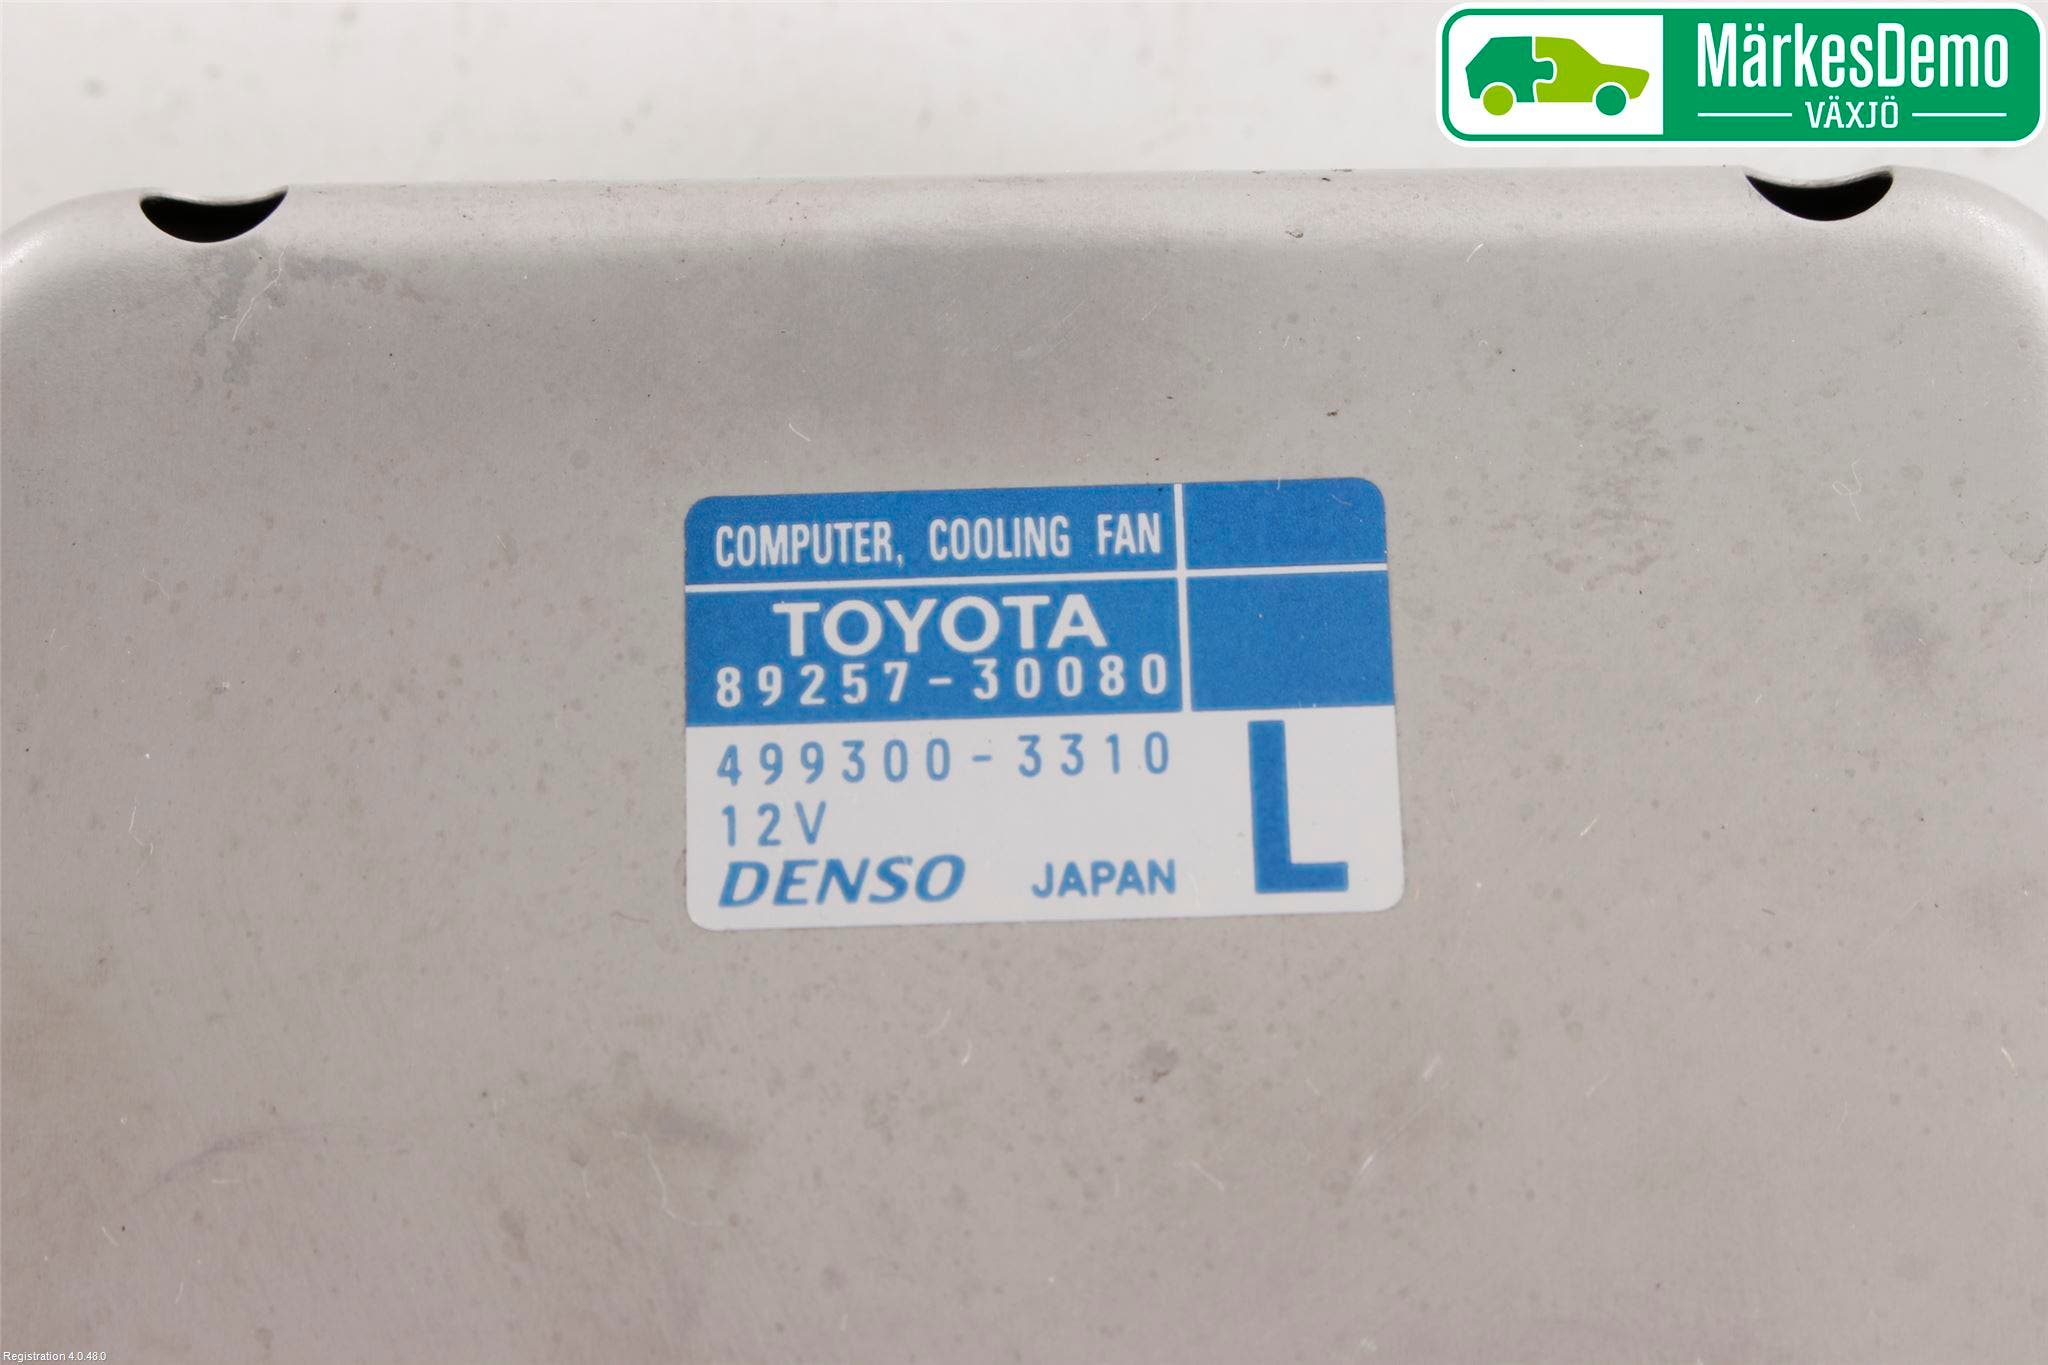 MärkesDemo
VÄXJÖ
COMPUTER, COOLING FAN
TOYOTA
89257-30080
499300-3310
12V
DENSO JAPAN
L
Registration 4.0.48.0